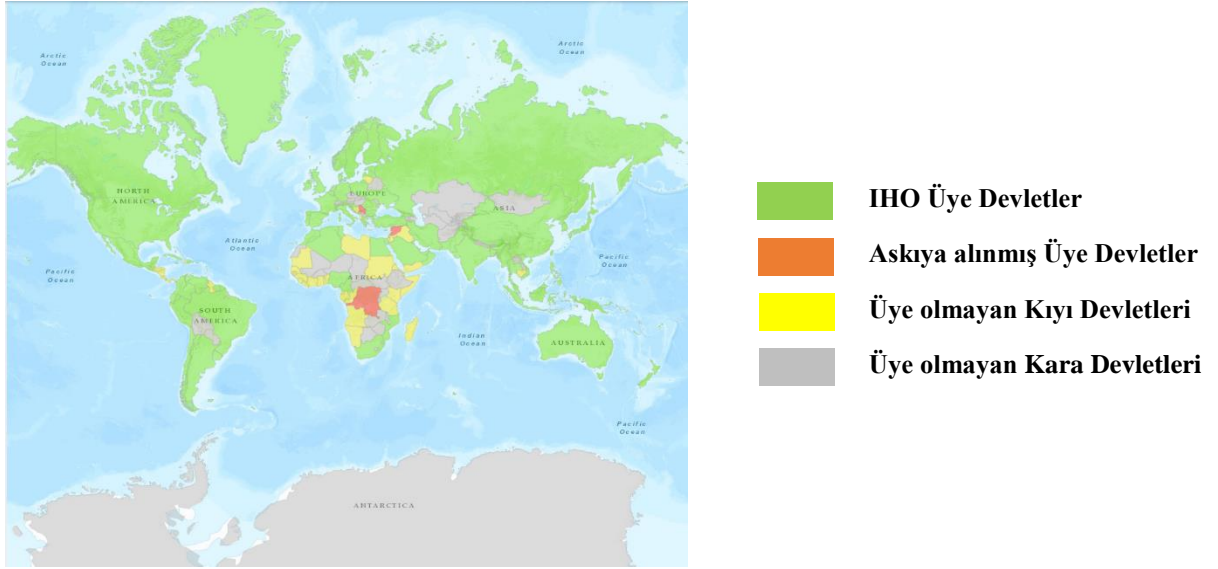 Arctic
Ocean
Arctic
Ocean
NORTH
AMERICA
EUROPE
ASIA
Atlantic
Ocean
Pacific
Ocean
Pacific
Ocean
AFRICA
SOUTH
AMERICA
Indian
Ocean
AUSTRALIA
Pacific
Ocean
ANTARCTICA
IHO Üye Devletler
Askıya alınmış Üye Devletler
Üye olmayan Kıyı Devletleri
Üye olmayan Kara Devletleri